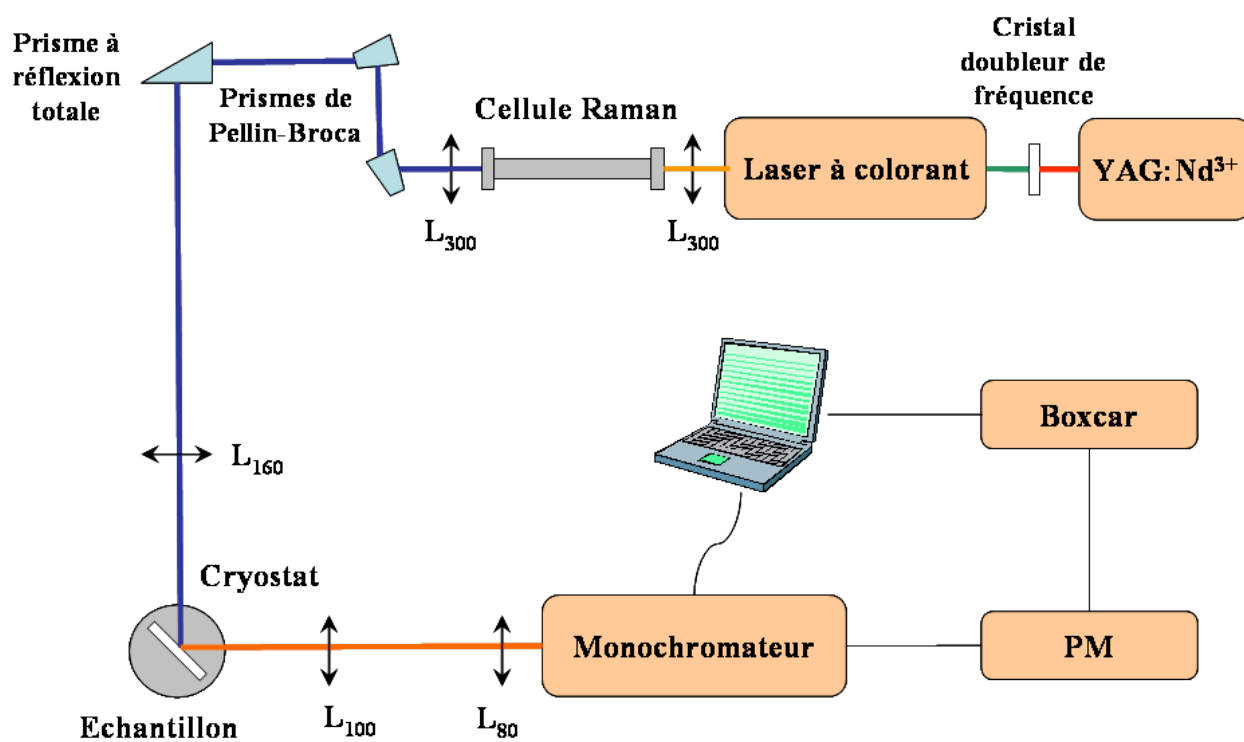 Prisme à
réflexion
totale
Prismes de
Pellin-Broca
Cellule Raman
Cristal
doubleur de
fréquence
Laser à colorant
YAG:Nd³⁺
L₃₀₀
L₃₀₀
L₁₆₀
Boxcar
Cryostat
Monochromateur
PM
Echantillon
L₁₀₀
L₈₀